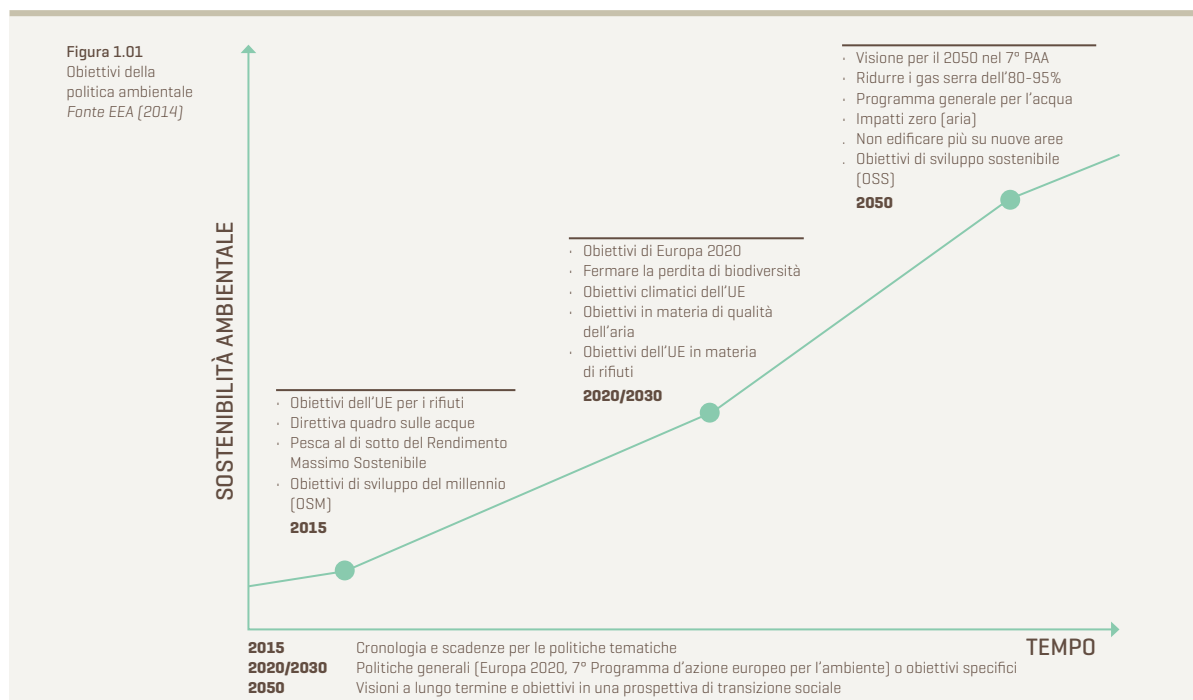 Figura 1.01
Obiettivi della
politica ambientale
Fonte EEA (2014)
· Visione per il 2050 nel 7° PAA
· Ridurre i gas serra dell'80-95%
· Programma generale per l'acqua
· Impatti zero (aria)
. Non edificare più su nuove aree
. Obiettivi di sviluppo sostenibile
(OSS)
2050
· Obiettivi di Europa 2020
· Fermare la perdita di biodiversità
· Obiettivi climatici dell'UE
· Obiettivi in materia di qualità
dell'aria
· Obiettivi dell'UE in materia
di rifiuti
2020/2030
· Obiettivi dell'UE per i rifiuti
· Direttiva quadro sulle acque
· Pesca al di sotto del Rendimento
Massimo Sostenibile
· Obiettivi di sviluppo del millennio
(OSM)
2015
SOSTENIBILITÀ AMBIENTALE
TEMPO
2015 Cronologia e scadenze per le politiche tematiche
2020/2030 Politiche generali (Europa 2020, 7° Programma d'azione europeo per l'ambiente) o obiettivi specifici
2050 Visioni a lungo termine e obiettivi in una prospettiva di transizione sociale